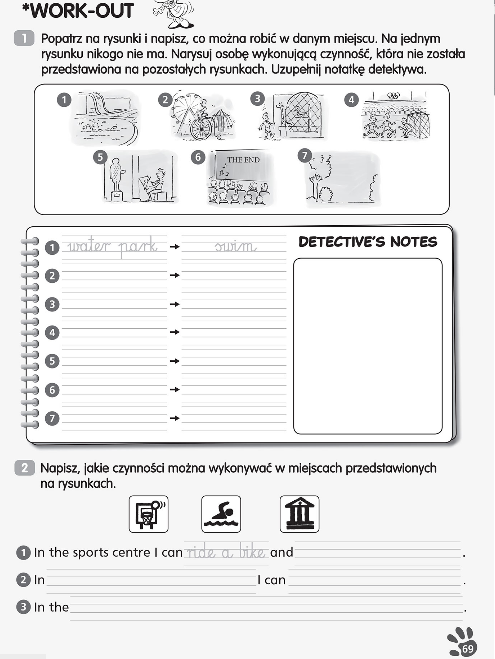 *WORK-OUT
1 Popatrz na rysunki i napisz, co można robić w danym miejscu. Na jednym
rysunku nikogo nie ma. Narysuj osobę wykonującą czynność, która nie została
przedstawiona na pozostałych rysunkach. Uzupełnij notatkę detektywa.
1 2 3 4
5 6 7
THE END
1 water park → swim
DETECTIVE'S NOTES
2 →
3 →
4 →
5 →
6 →
7 →
2 Napisz, jakie czynności można wykonywać w miejscach przedstawionych
na rysunkach.
1 In the sports centre I can ride a bike and .
2 In I can .
3 In the .
69